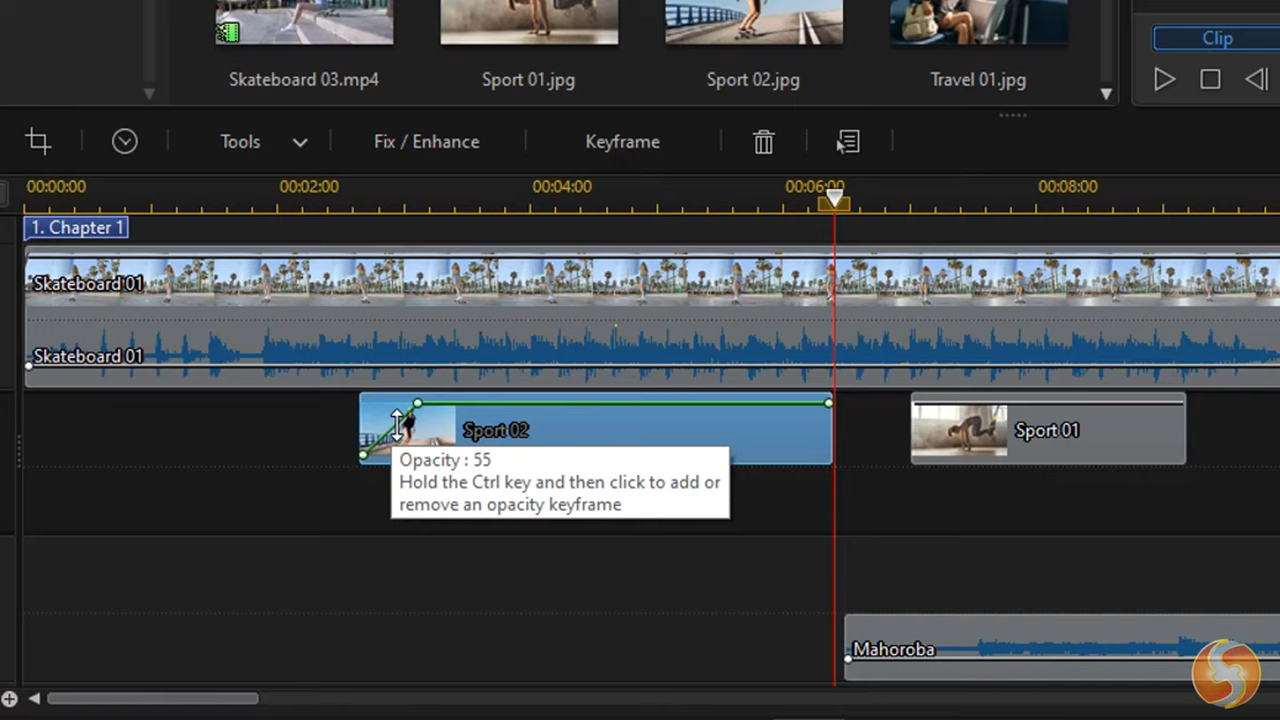 Clip
Skateboard 03.mp4
Sport 01.jpg
Sport 02.jpg
Travel 01.jpg
Tools
Fix / Enhance
Keyframe
00:00:00
00:02:00
00:04:00
00:06:00
00:08:00
1. Chapter 1
Skateboard 01
Skateboard 01
Sport 02
Sport 01
Opacity : 55
Hold the Ctrl key and then click to add or
remove an opacity keyframe
Mahoroba